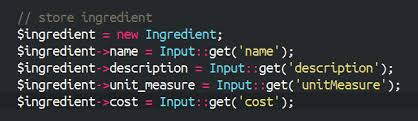 // store ingredient
$ingredient = new Ingredient;
$ingredient->name = Input::get('name');
$ingredient->description = Input::get('description');
$ingredient->unit_measure = Input::get('unitMeasure');
$ingredient->cost = Input::get('cost');